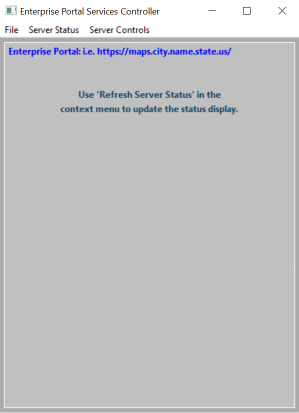 Enterprise Portal Services Controller
File Server Status Server Controls
Enterprise Portal: i.e. https://maps.city.name.state.us/
Use 'Refresh Server Status' in the
context menu to update the status display.